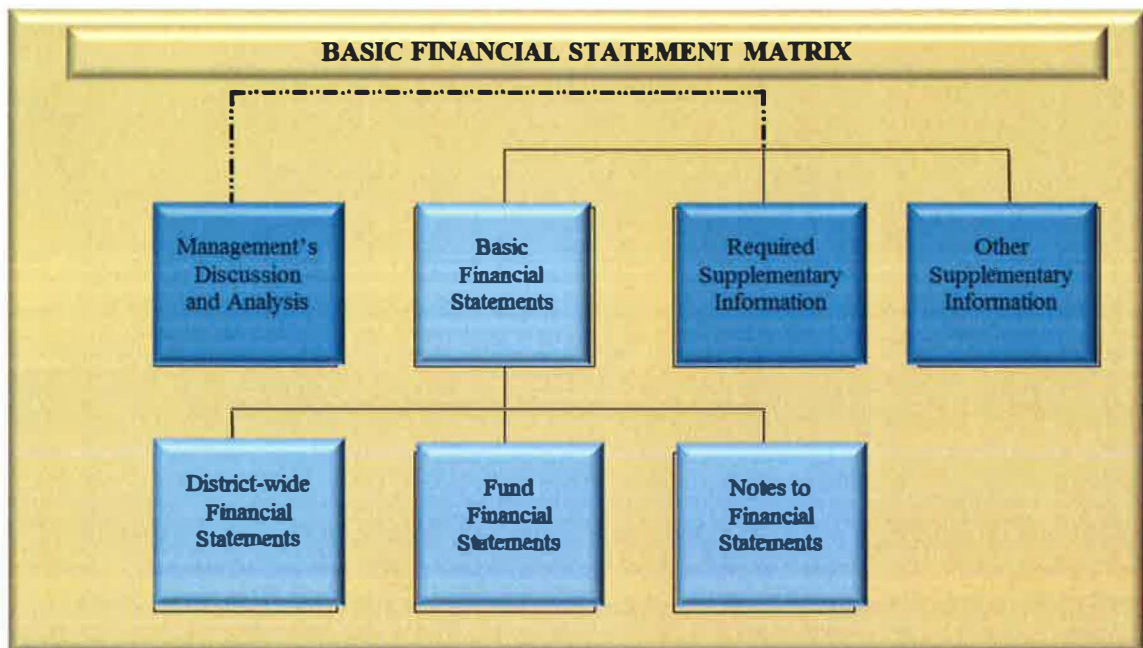 BASIC FINANCIAL STATEMENT MATRIX
Management's
Discussion
and Analysis
Basic
Financial
Statements
Required
Supplementary
Information
Other
Supplementary
Information
District-wide
Financial
Statements
Fund
Financial
Statements
Notes to
Financial
Statements